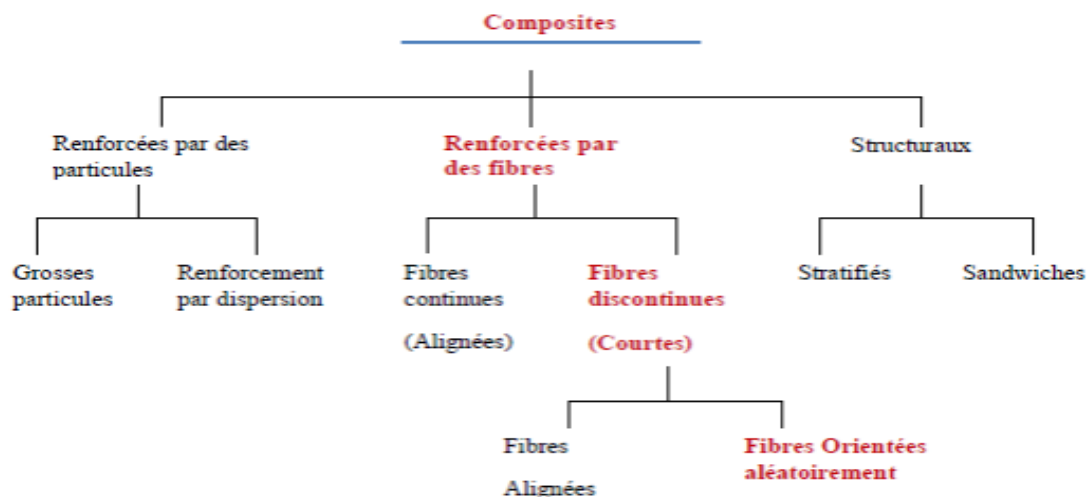 Composites
Renforcées par des
particules
Renforcées par
des fibres
Structuraux
Grosses
particules
Renforcement
par dispersion
Fibres
continues
(Alignées)
Fibres
discontinues
(Courtes)
Stratifiés
Sandwiches
Fibres
Alignées
Fibres Orientées
aléatoirement